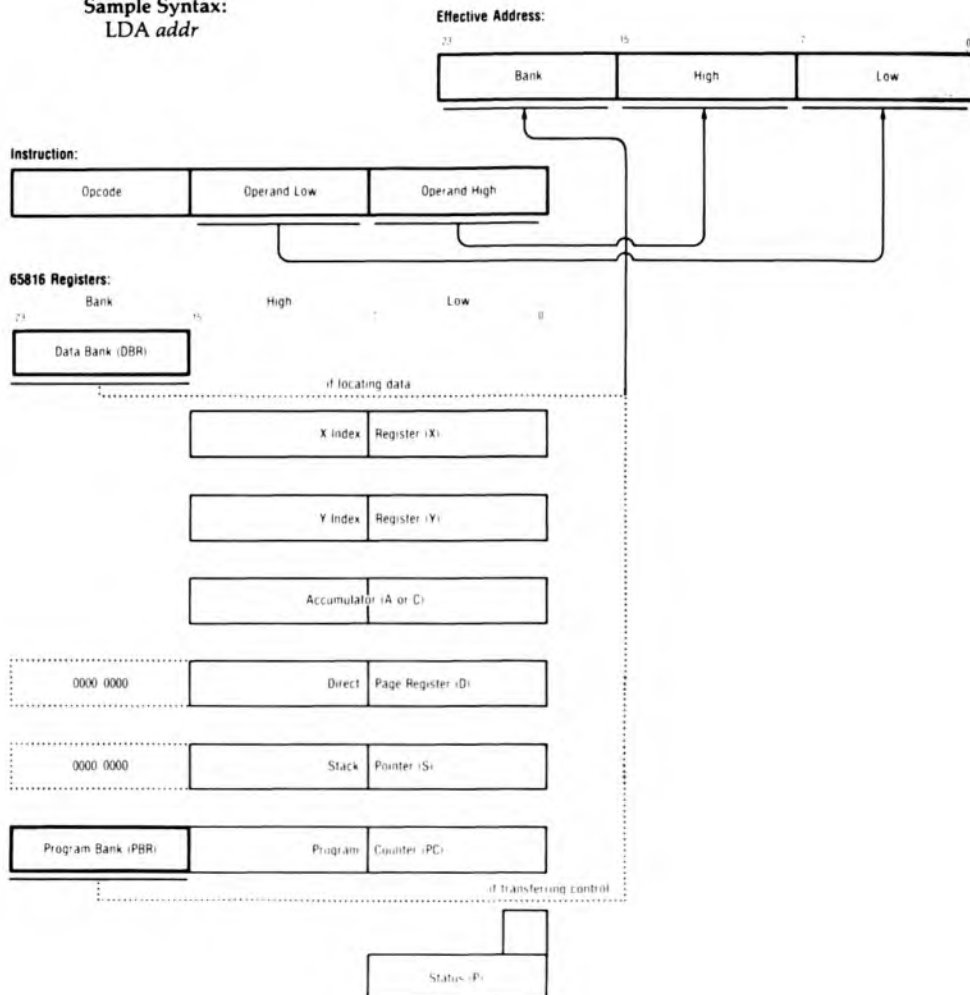 Sample Syntax:
LDA addr
Effective Address:
23 15 7 0
Bank High Low
Instruction:
Opcode Operand Low Operand High
65816 Registers:
Bank High Low
23 15 7 0
Data Bank (DBR)
if locating data
X Index Register (X)
Y Index Register (Y)
Accumulator (A or C)
0000 0000 Direct Page Register (D)
0000 0000 Stack Pointer (S)
Program Bank (PBR) Program Counter (PC)
if transferring control
Status (P)